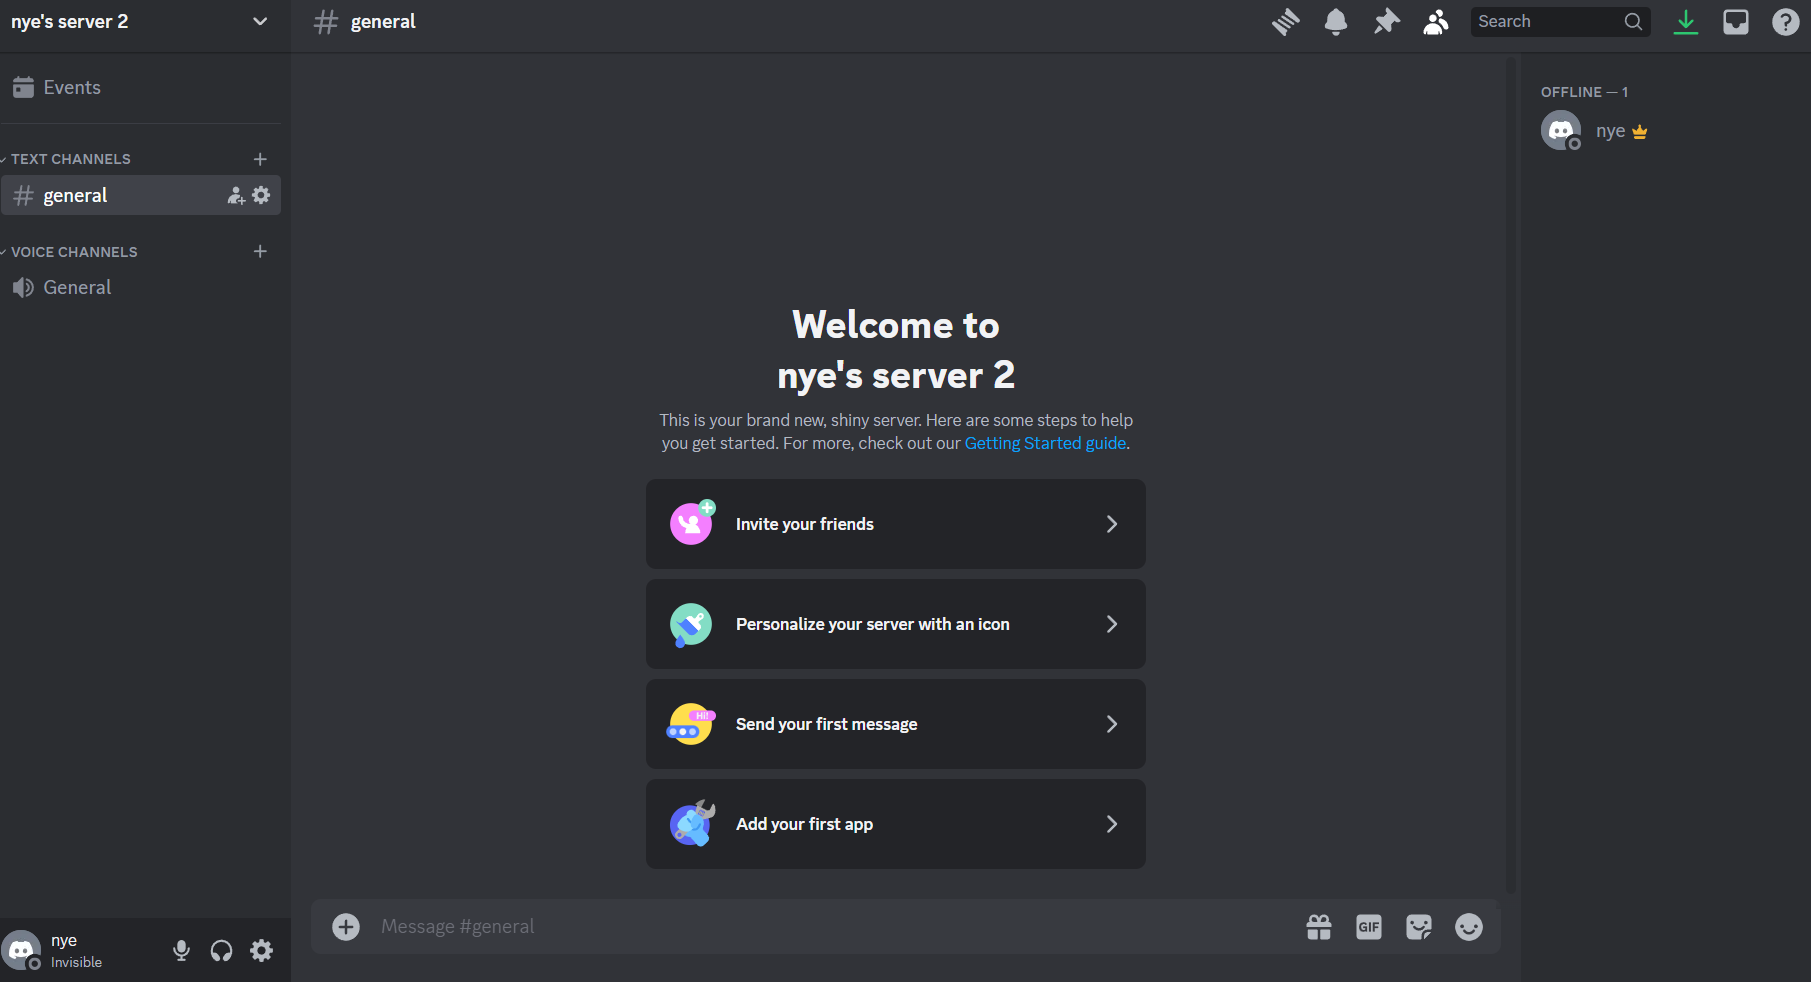 nye's server 2
general
Search
Events
TEXT CHANNELS
general
VOICE CHANNELS
General
Welcome to
nye's server 2
This is your brand new, shiny server. Here are some steps to help
you get started. For more, check out our Getting Started guide.
Invite your friends
Personalize your server with an icon
Hi!
Send your first message
Add your first app
Message #general
GIF
nye
Invisible
OFFLINE — 1
nye